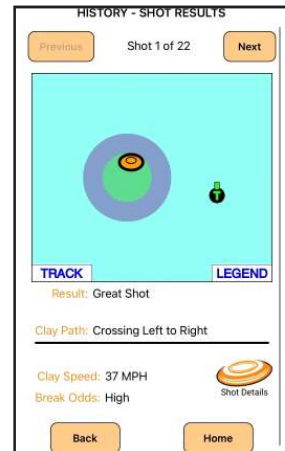 HISTORY - SHOT RESULTS
Previous Shot 1 of 22 Next
T
TRACK LEGEND
Result: Great Shot
Clay Path: Crossing Left to Right
Clay Speed: 37 MPH
Break Odds: High
Shot Details
Back Home